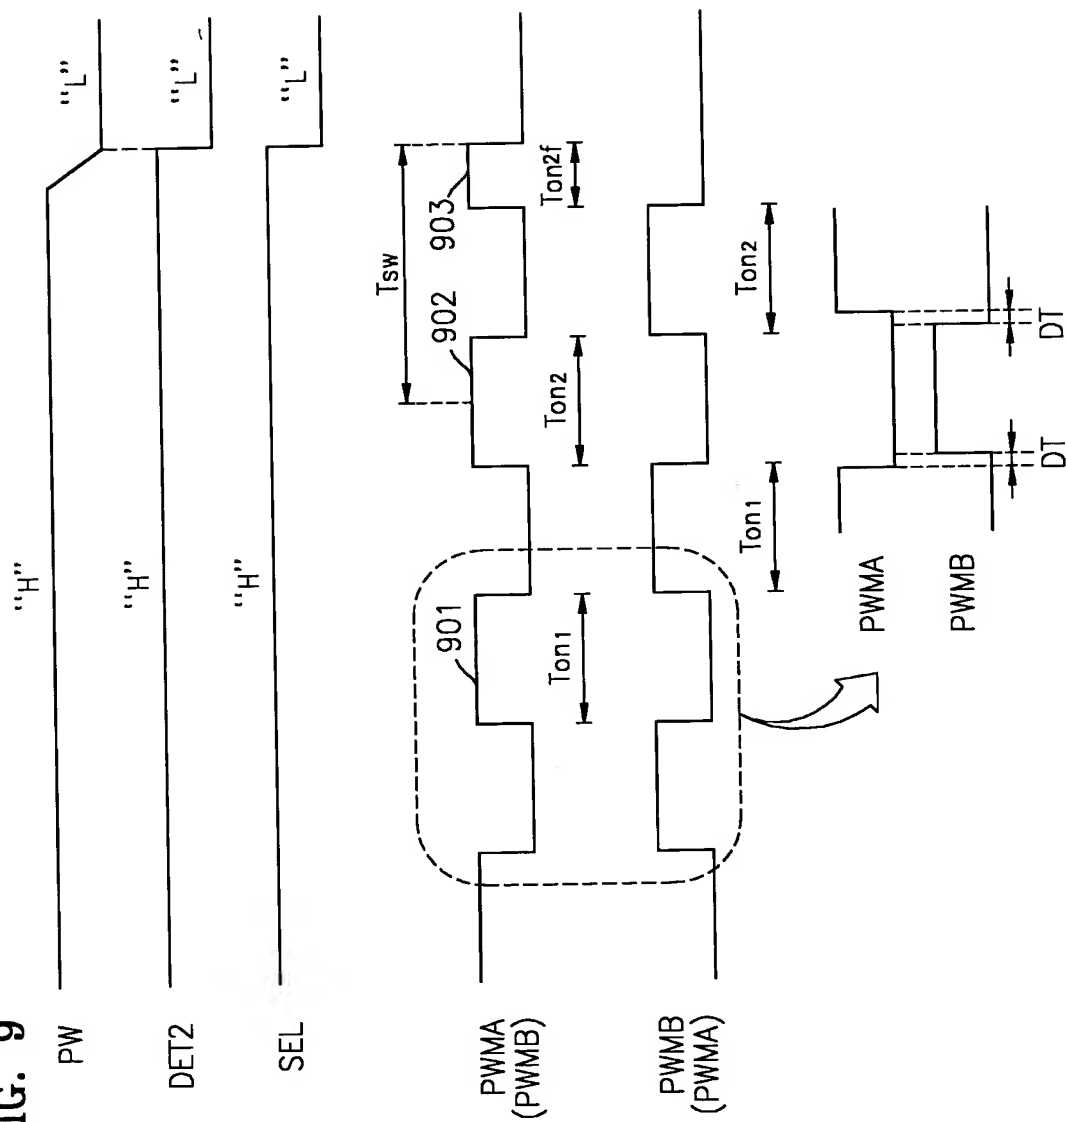 IG. 9
PW
"H"
"L"
DET2
"H"
"L"
SEL
"H"
"L"
Tsw
901
902
903
PWMA
(PWMB)
Ton1
Ton2
Ton2f
PWMB
(PWMA)
Ton1
Ton2
PWMA
PWMB
DT
DT